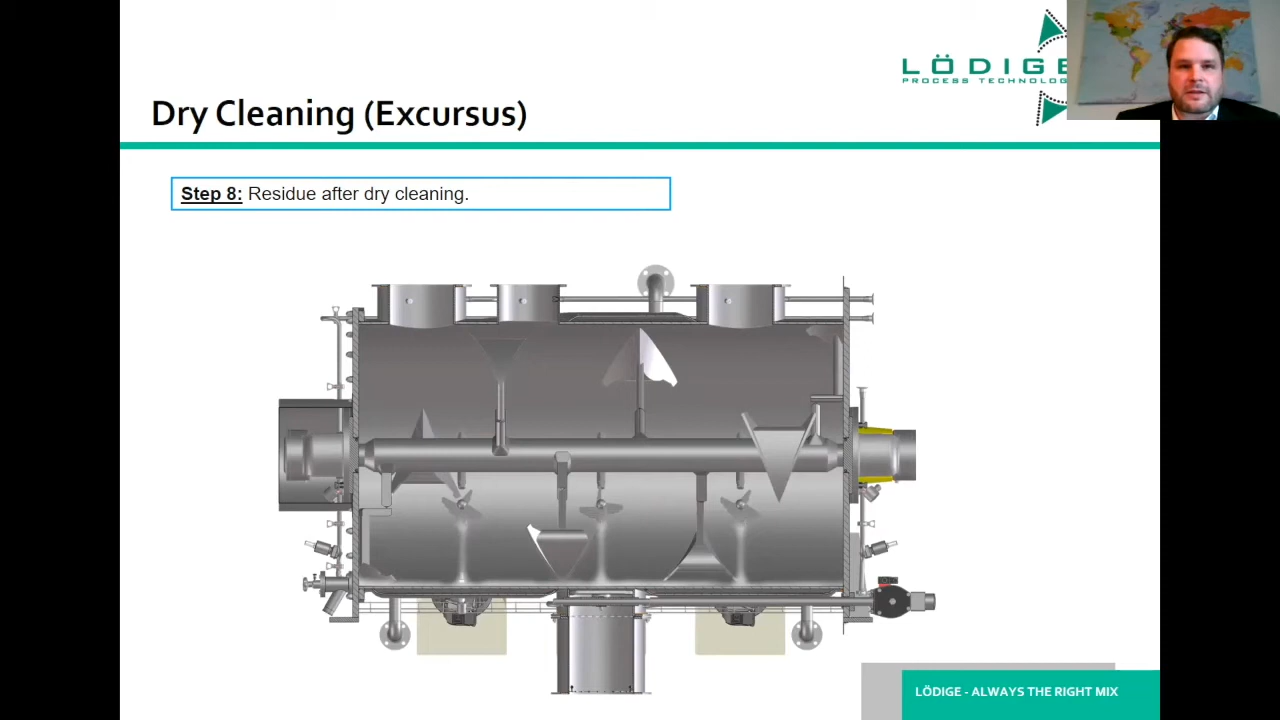 LÖDIGE
PROCESS TECHNOLOG
Dry Cleaning (Excursus)
Step 8: Residue after dry cleaning.
LÖDIGE - ALWAYS THE RIGHT MIX